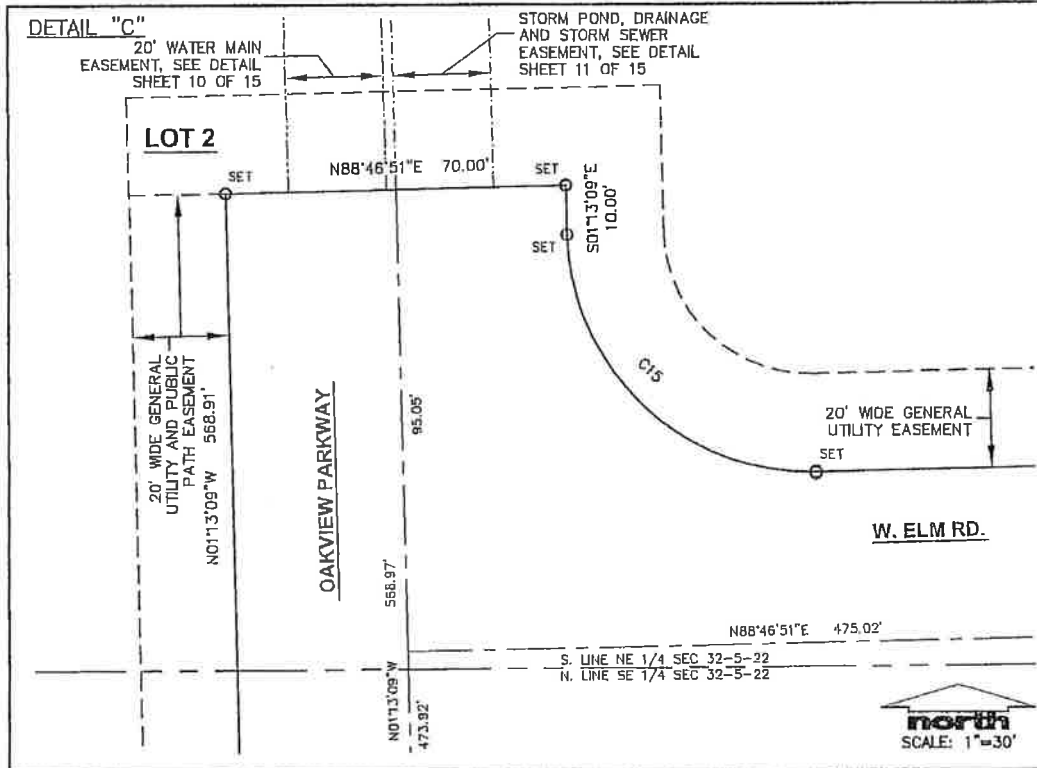 DETAIL "C"
20' WATER MAIN
EASEMENT, SEE DETAIL
SHEET 10 OF 15
STORM POND, DRAINAGE
AND STORM SEWER
EASEMENT, SEE DETAIL
SHEET 11 OF 15
LOT 2
SET
N88°46'51"E 70.00'
SET
S01°13'09"E
10.00'
SET
20' WIDE GENERAL
UTILITY AND PUBLIC
PATH EASEMENT
N01°13'09"W 568.91'
OAKVIEW PARKWAY
95.05'
568.97'
C15
20' WIDE GENERAL
UTILITY EASEMENT
SET
W. ELM RD.
N88°46'51"E 475.02'
S. LINE NE 1/4 SEC 32-5-22
N. LINE SE 1/4 SEC 32-5-22
N01°13'09"W
473.92'
north
SCALE: 1"=30'